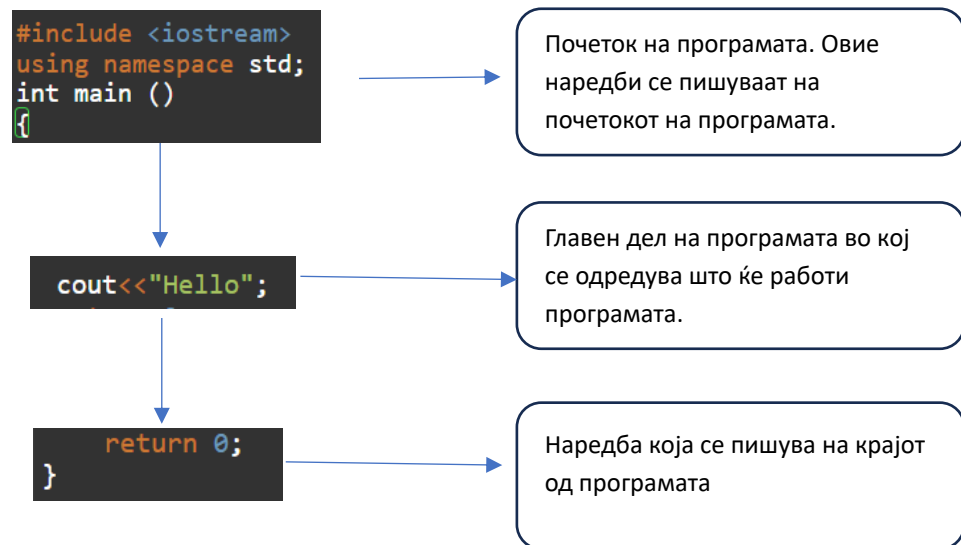 #include <iostream>
using namespace std;
int main ()
{
Почеток на програмата. Овие
наредби се пишуваат на
почетокот на програмата.
cout<<"Hello";
Главен дел на програмата во кој
се одредува што ќе работи
програмата.
return 0;
}
Наредба која се пишува на крајот
од програмата